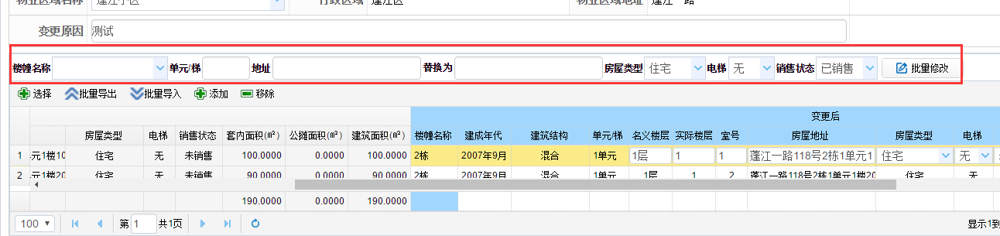 物业区域名称 蓬江小区 行政区域 蓬江区 物业区域地址 蓬江一路
变更原因 测试
楼幢名称 单元/梯 地址 替换为 房屋类型 住宅 电梯 无 销售状态 已销售 批量修改
选择 批量导出 批量导入 添加 移除
变更后
房屋类型 电梯 销售状态 套内面积(㎡) 公摊面积(㎡) 建筑面积(㎡) 楼幢名称 建成年代 建筑结构 单元/梯 名义楼层 实际楼层 室号 房屋地址 房屋类型 电梯
1 单元1楼10 住宅 无 未销售 100.0000 0.0000 100.0000 2栋 2007年9月 混合 1单元 1层 1 1 蓬江一路118号2栋1单元1 住宅 无
2 单元1楼20 住宅 无 未销售 90.0000 0.0000 90.0000 2栋 2007年9月 混合 1单元 1层 1 2 蓬江一路118号2栋1单元1楼20 住宅 无
190.0000 0.0000 190.0000
100 第 1 共1页 显示1到